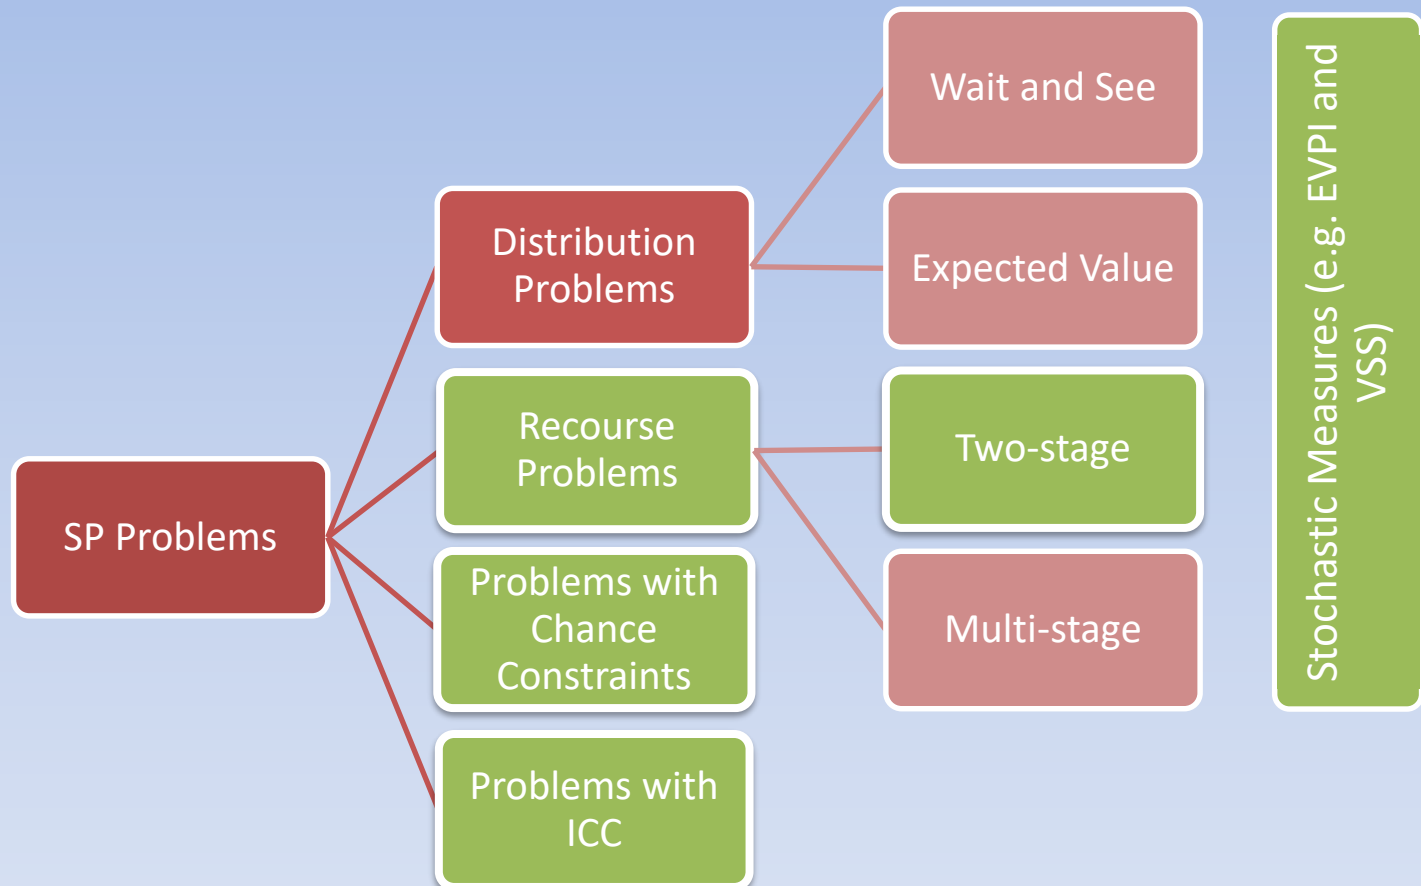 SP Problems
Distribution
Problems
Recourse
Problems
Problems with
Chance
Constraints
Problems with
ICC
Wait and See
Expected Value
Two-stage
Multi-stage
Stochastic Measures (e.g. EVPI and
VSS)